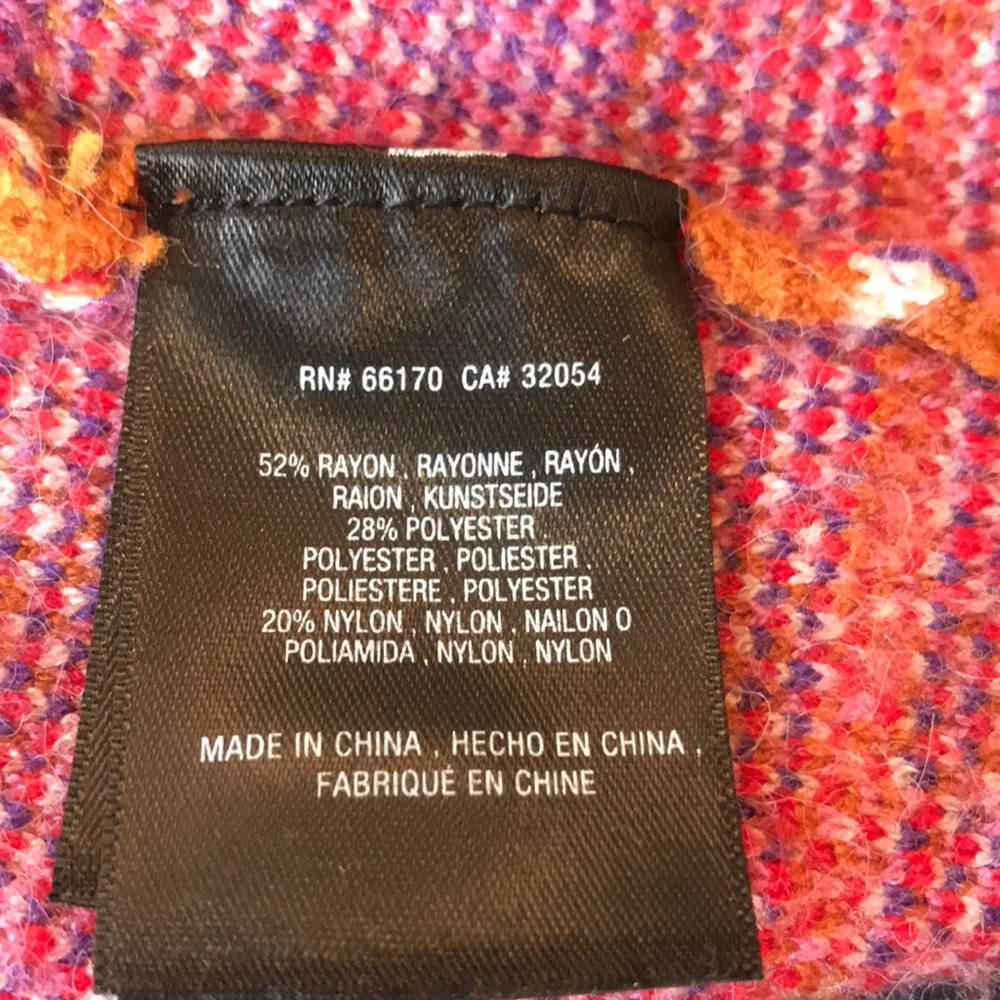 RN# 66170 CA# 32054
52% RAYON , RAYONNE , RAYÓN ,
RAION , KUNSTSEIDE
28% POLYESTER
POLYESTER , POLIESTER ,
POLIESTERE , POLYESTER
20% NYLON , NYLON , NAILON O
POLIAMIDA , NYLON , NYLON
MADE IN CHINA , HECHO EN CHINA ,
FABRIQUÉ EN CHINE